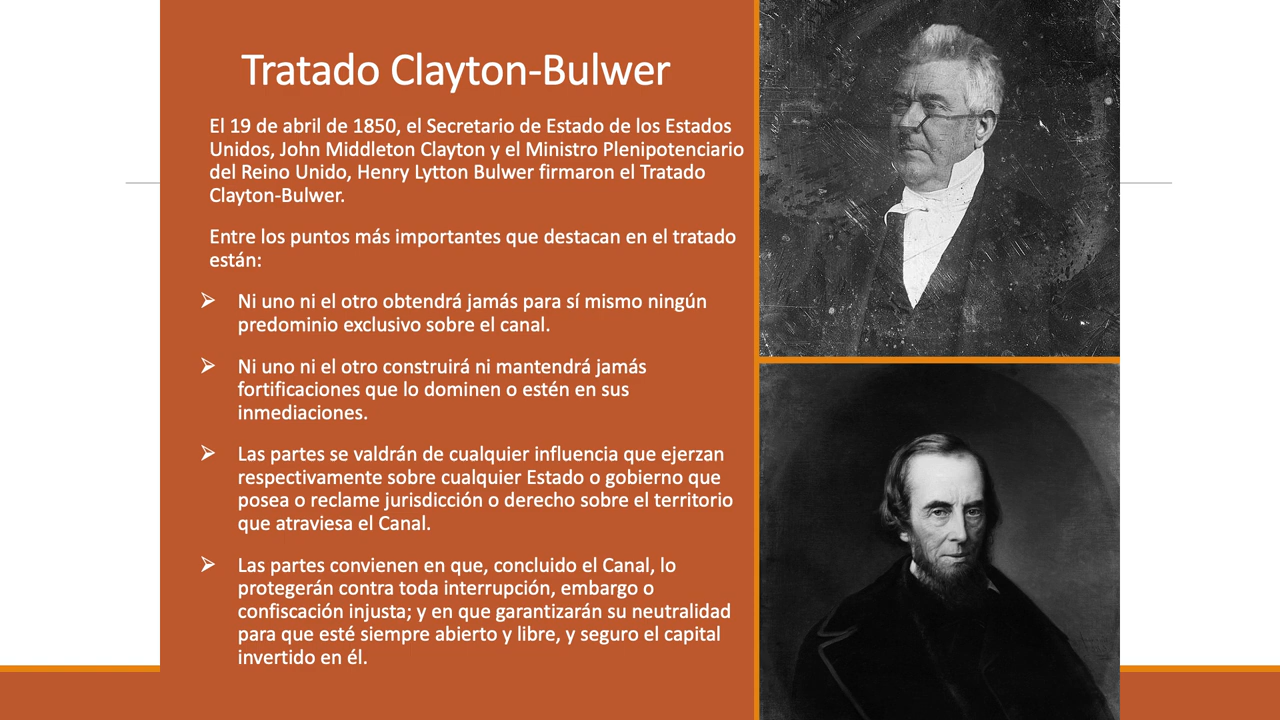 Tratado Clayton-Bulwer
El 19 de abril de 1850, el Secretario de Estado de los Estados
Unidos, John Middleton Clayton y el Ministro Plenipotenciario
del Reino Unido, Henry Lytton Bulwer firmaron el Tratado
Clayton-Bulwer.
Entre los puntos más importantes que destacan en el tratado
están:
Ni uno ni el otro obtendrá jamás para sí mismo ningún
predominio exclusivo sobre el canal.
Ni uno ni el otro construirá ni mantendrá jamás
fortificaciones que lo dominen o estén en sus
inmediaciones.
Las partes se valdrán de cualquier influencia que ejerzan
respectivamente sobre cualquier Estado o gobierno que
posea o reclame jurisdicción o derecho sobre el territorio
que atraviesa el Canal.
Las partes convienen en que, concluido el Canal, lo
protegerán contra toda interrupción, embargo o
confiscación injusta; y en que garantizarán su neutralidad
para que esté siempre abierto y libre, y seguro el capital
invertido en él.